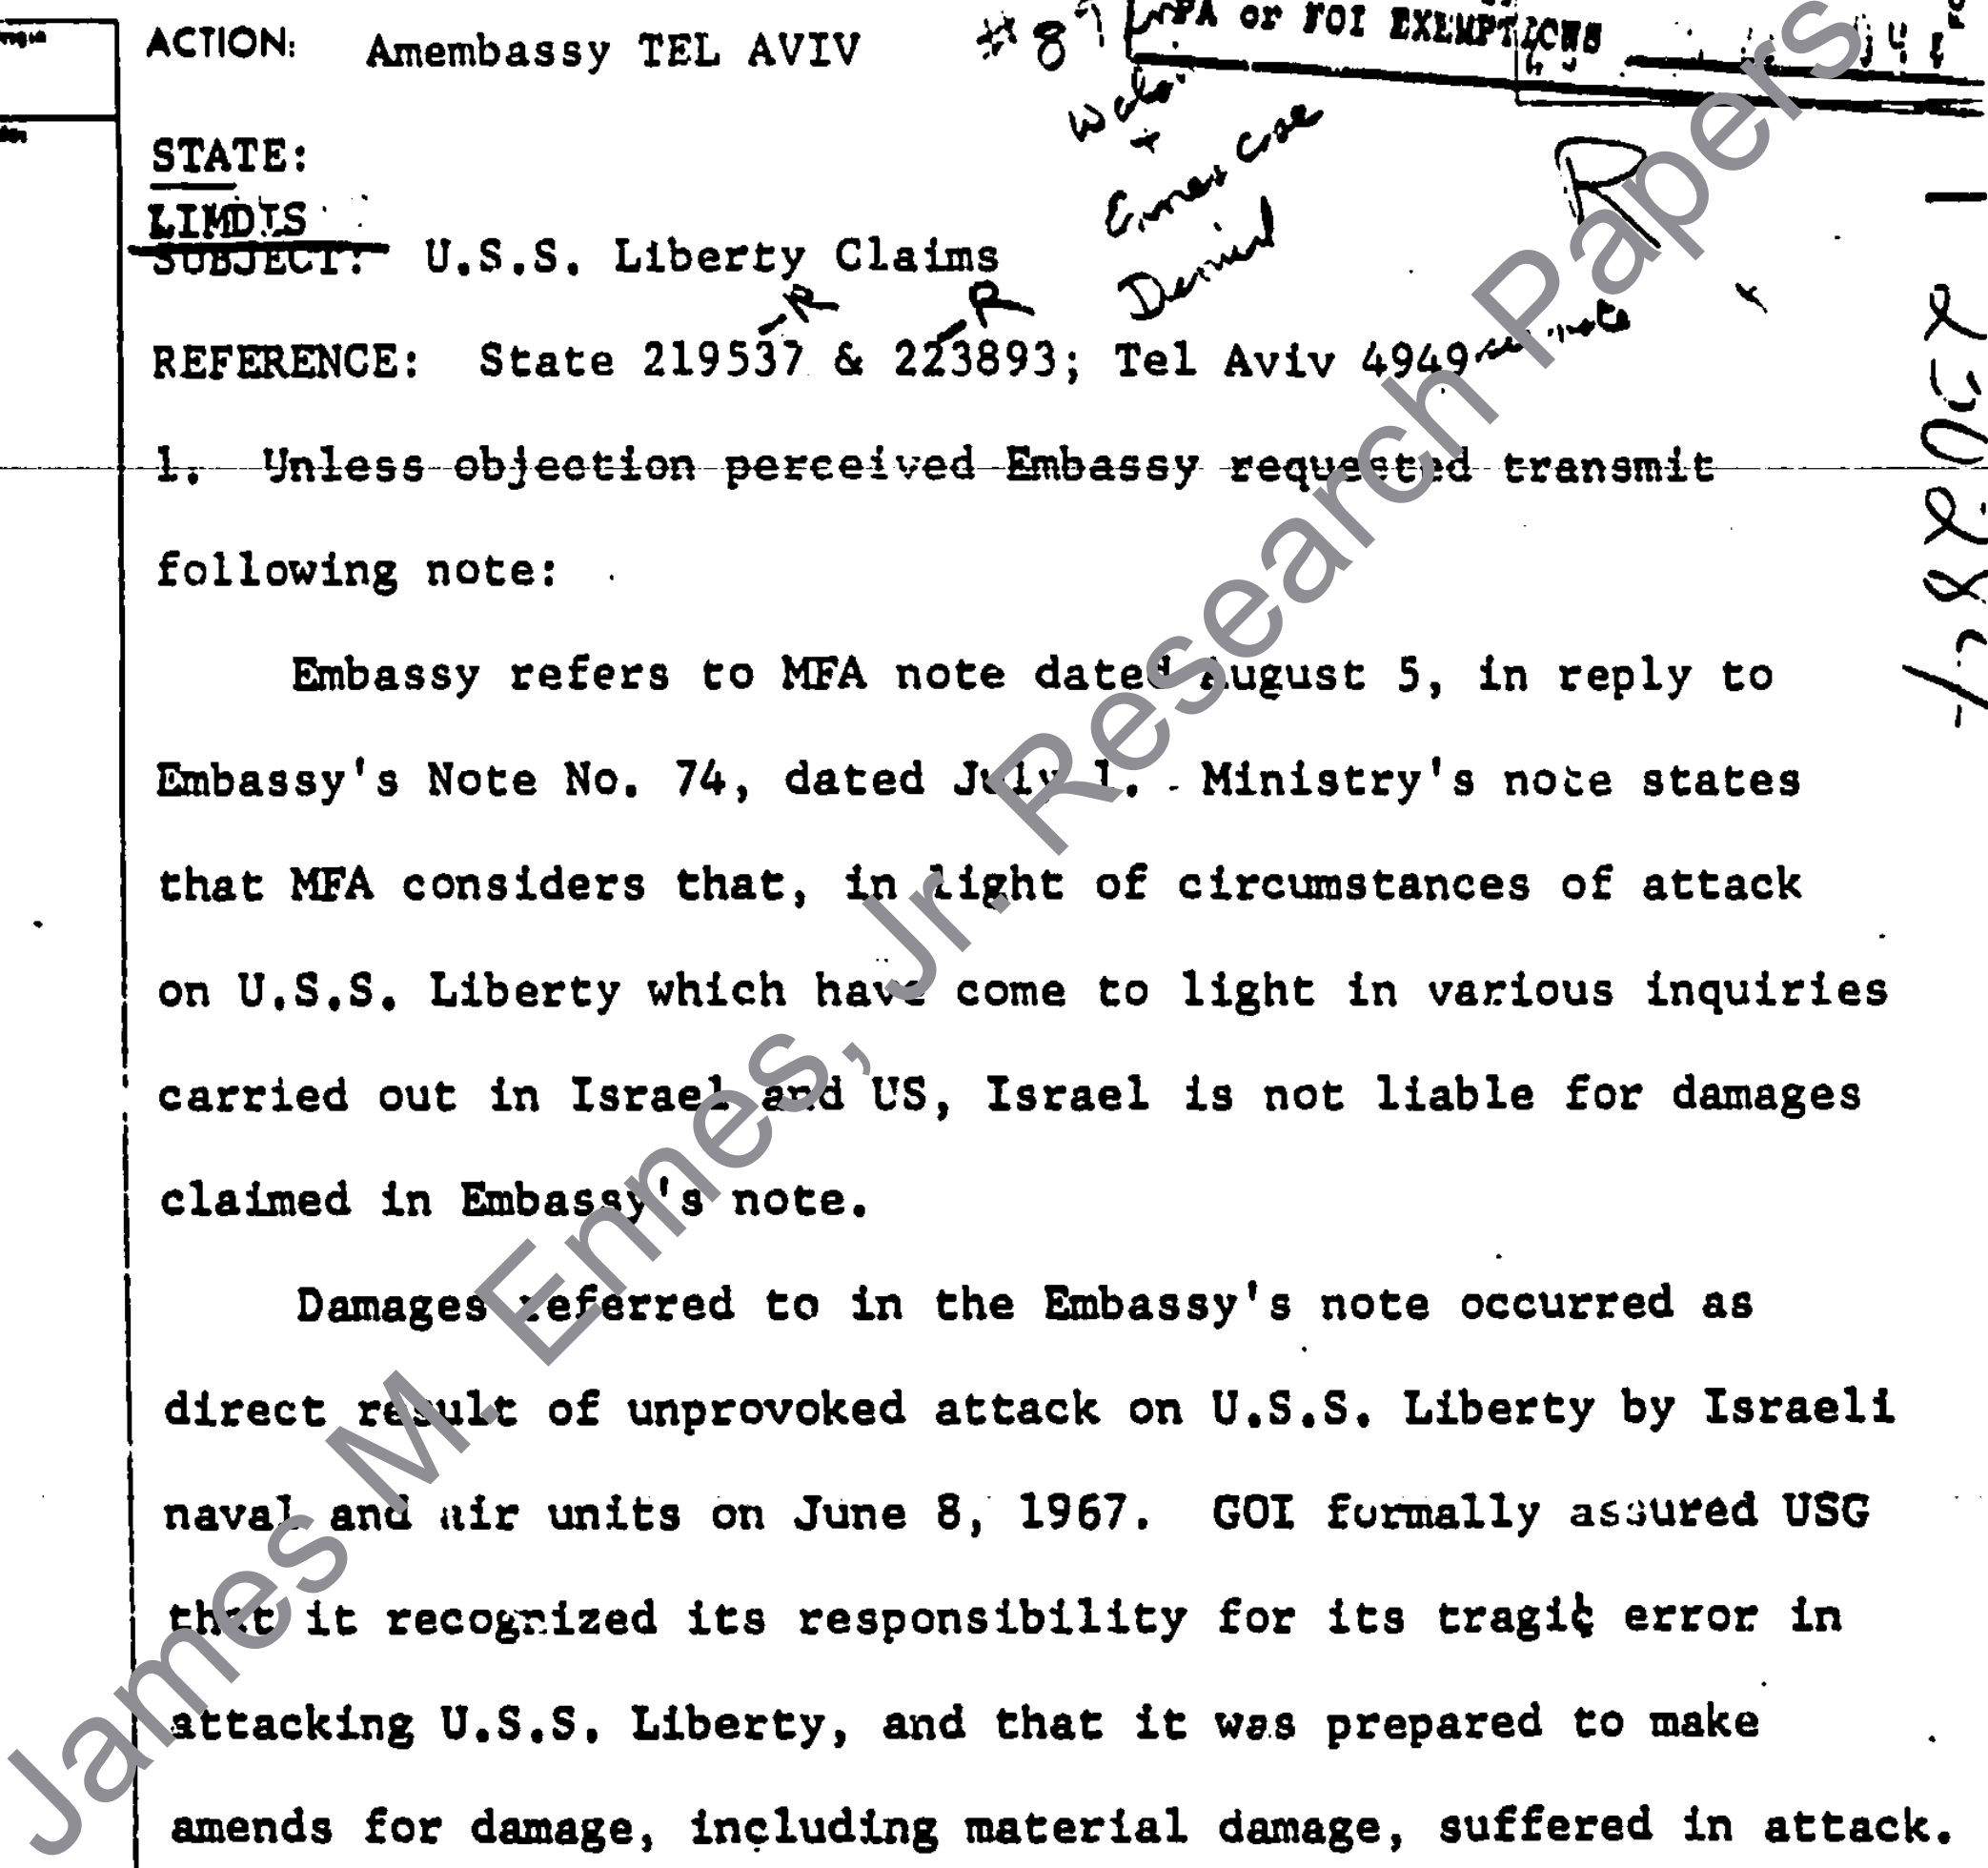 ACTION: Amembassy TEL AVIV
#87
or FOI EXEMPTIONS
STATE:
LIMDIS
SUBJECT: U.S.S. Liberty Claims
Ennes Case
Denied
R
-R -R
REFERENCE: State 219537 & 223893; Tel Aviv 4949
1. Unless objection perceived Embassy requested transmit
following note:
Embassy refers to MFA note dated August 5, in reply to
Embassy's Note No. 74, dated July 1. Ministry's note states
that MFA considers that, in light of circumstances of attack
on U.S.S. Liberty which have come to light in various inquiries
carried out in Israel and US, Israel is not liable for damages
claimed in Embassy's note.
Damages referred to in the Embassy's note occurred as
direct result of unprovoked attack on U.S.S. Liberty by Israeli
naval and air units on June 8, 1967. GOI formally assured USG
that it recognized its responsibility for its tragic error in
attacking U.S.S. Liberty, and that it was prepared to make
amends for damage, including material damage, suffered in attack.
James M. Ennes, Jr. Research Papers